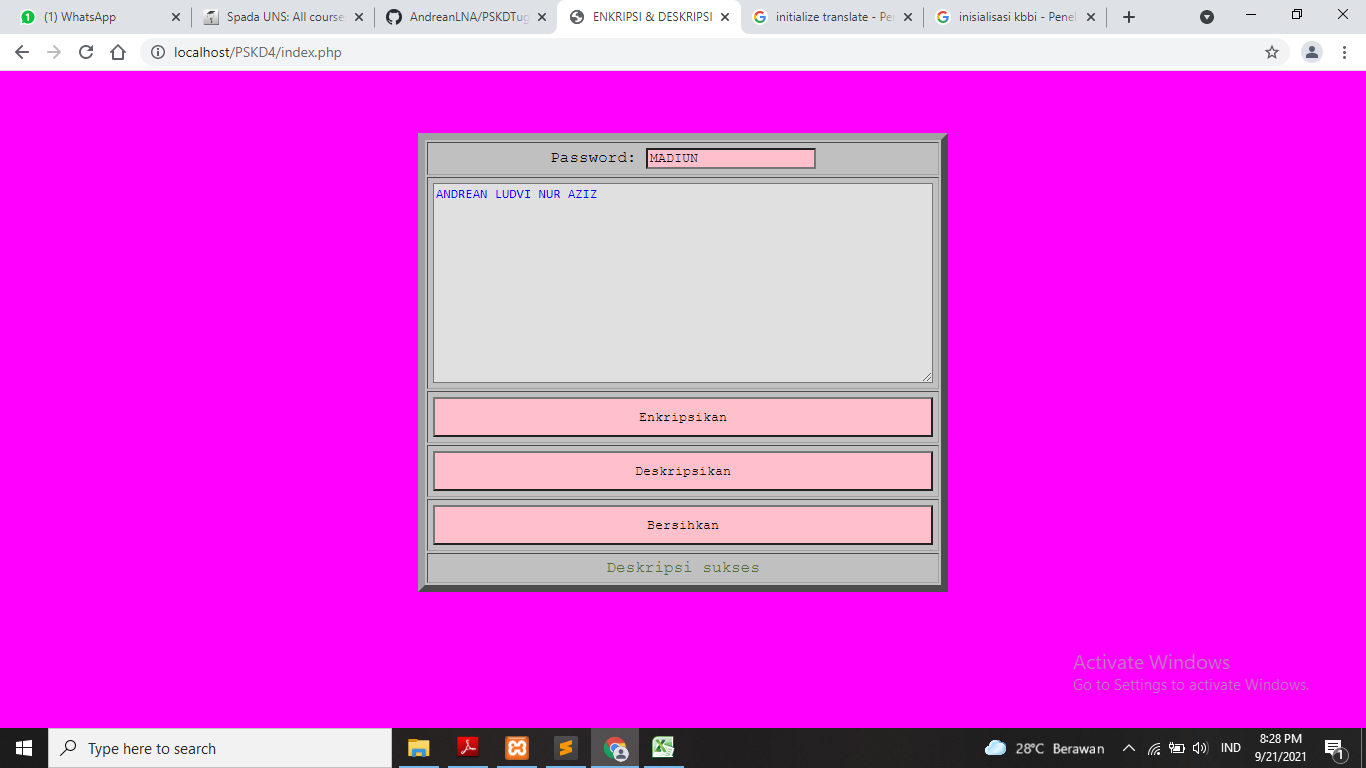 (1) WhatsApp
Spada UNS: All course
AndreanLNA/PSKDTug
ENKRIPSI & DESKRIPSI
initialize translate - Pe
inisialisasi kbbi - Penel
localhost/PSKD4/index.php
Password: MADIUN
ANDREAN LUDVI NUR AZIZ
Enkripsikan
Deskripsikan
Bersihkan
Deskripsi sukses
Activate Windows
Go to Settings to activate Windows.
Type here to search
28°C Berawan
IND
8:28 PM
9/21/2021
1